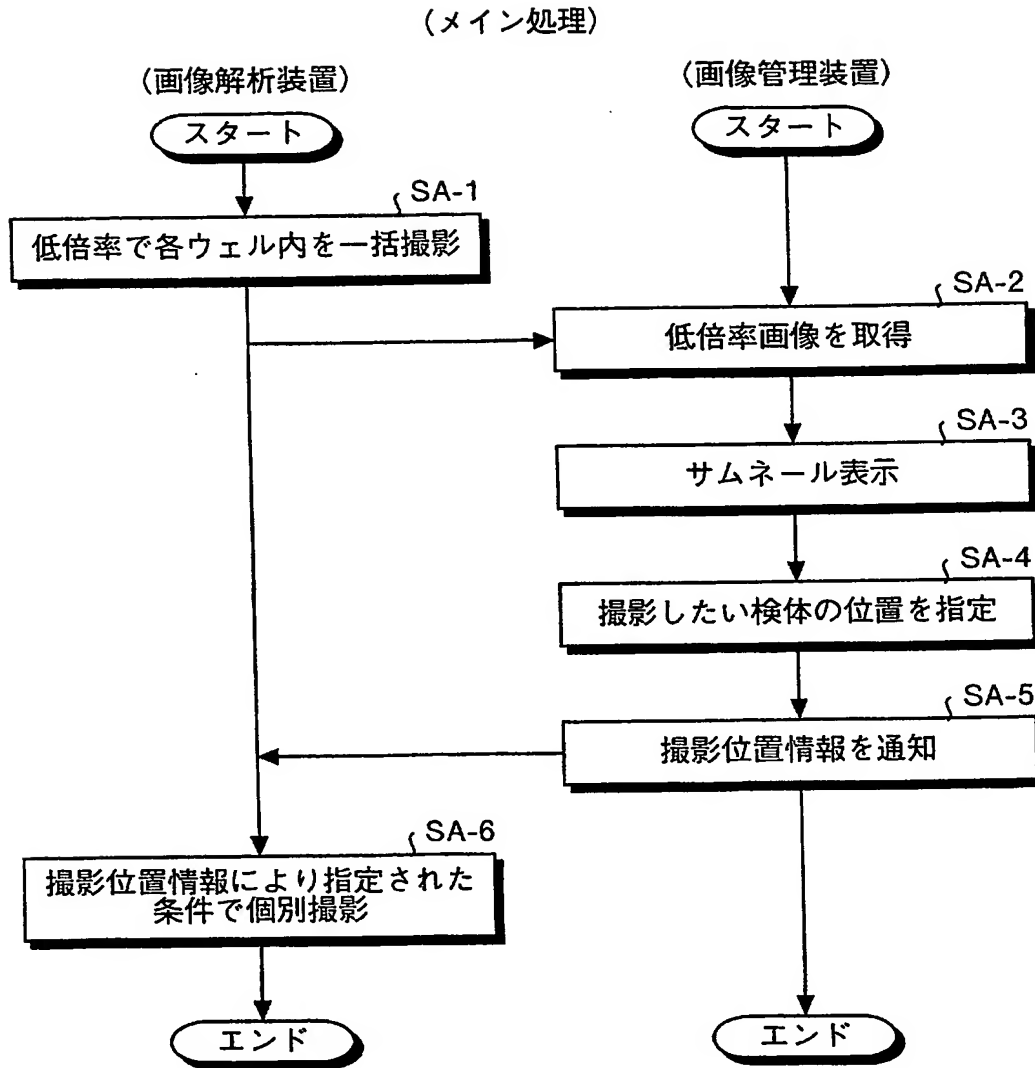 (メイン処理)
(画像解析装置)
(画像管理装置)
スタート
スタート
SA-1
低倍率で各ウェル内を一括撮影
SA-2
低倍率画像を取得
SA-3
サムネール表示
SA-4
撮影したい検体の位置を指定
SA-5
撮影位置情報を通知
SA-6
撮影位置情報により指定された
条件で個別撮影
エンド
エンド